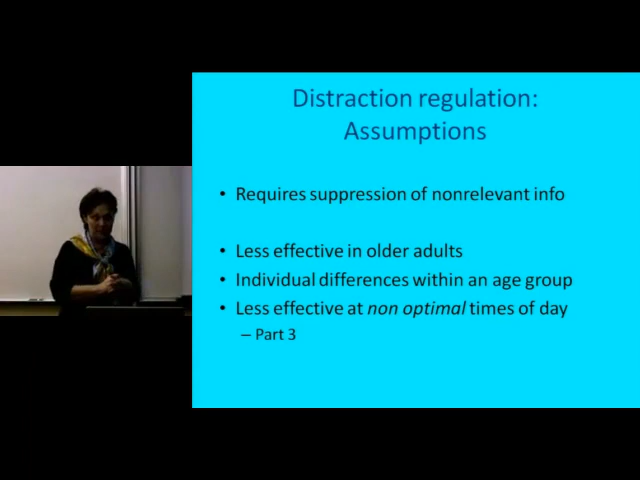 Distraction regulation:
Assumptions
• Requires suppression of nonrelevant info
• Less effective in older adults
• Individual differences within an age group
• Less effective at non optimal times of day
– Part 3